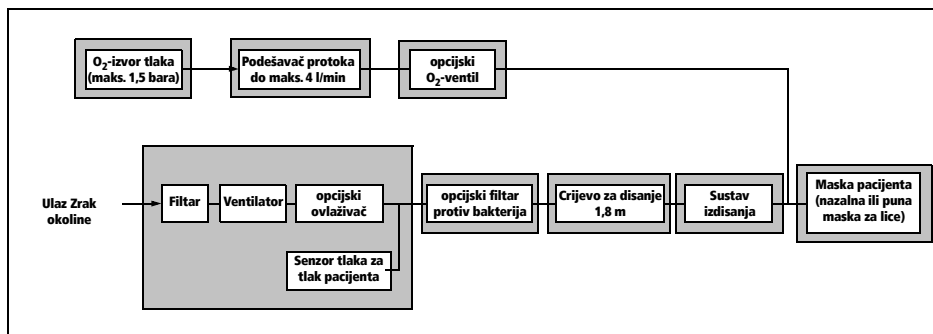 O₂-izvor tlaka
(maks. 1,5 bara)
Podešavač protoka
do maks. 4 l/min
opcijski
O₂-ventil
Ulaz Zrak
okoline
Filtar
Ventilator
opcijski
ovlaživač
Senzor tlaka za
tlak pacijenta
opcijski filtar
protiv bakterija
Crijevo za disanje
1,8 m
Sustav
izdisanja
Maska pacijenta
(nazalna ili puna
maska za lice)